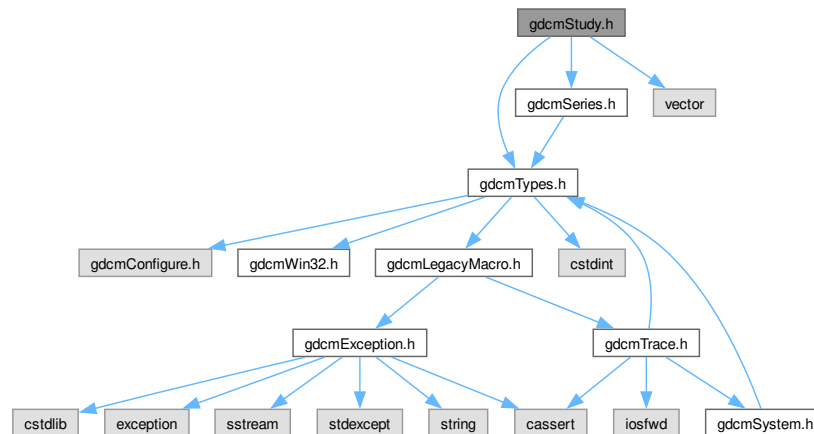 gdcmStudy.h
gdcmSeries.h
vector
gdcmTypes.h
gdcmConfigure.h
gdcmWin32.h
gdcmLegacyMacro.h
cstdint
gdcmException.h
gdcmTrace.h
cstdlib
exception
sstream
stdexcept
string
cassert
iosfwd
gdcmSystem.h